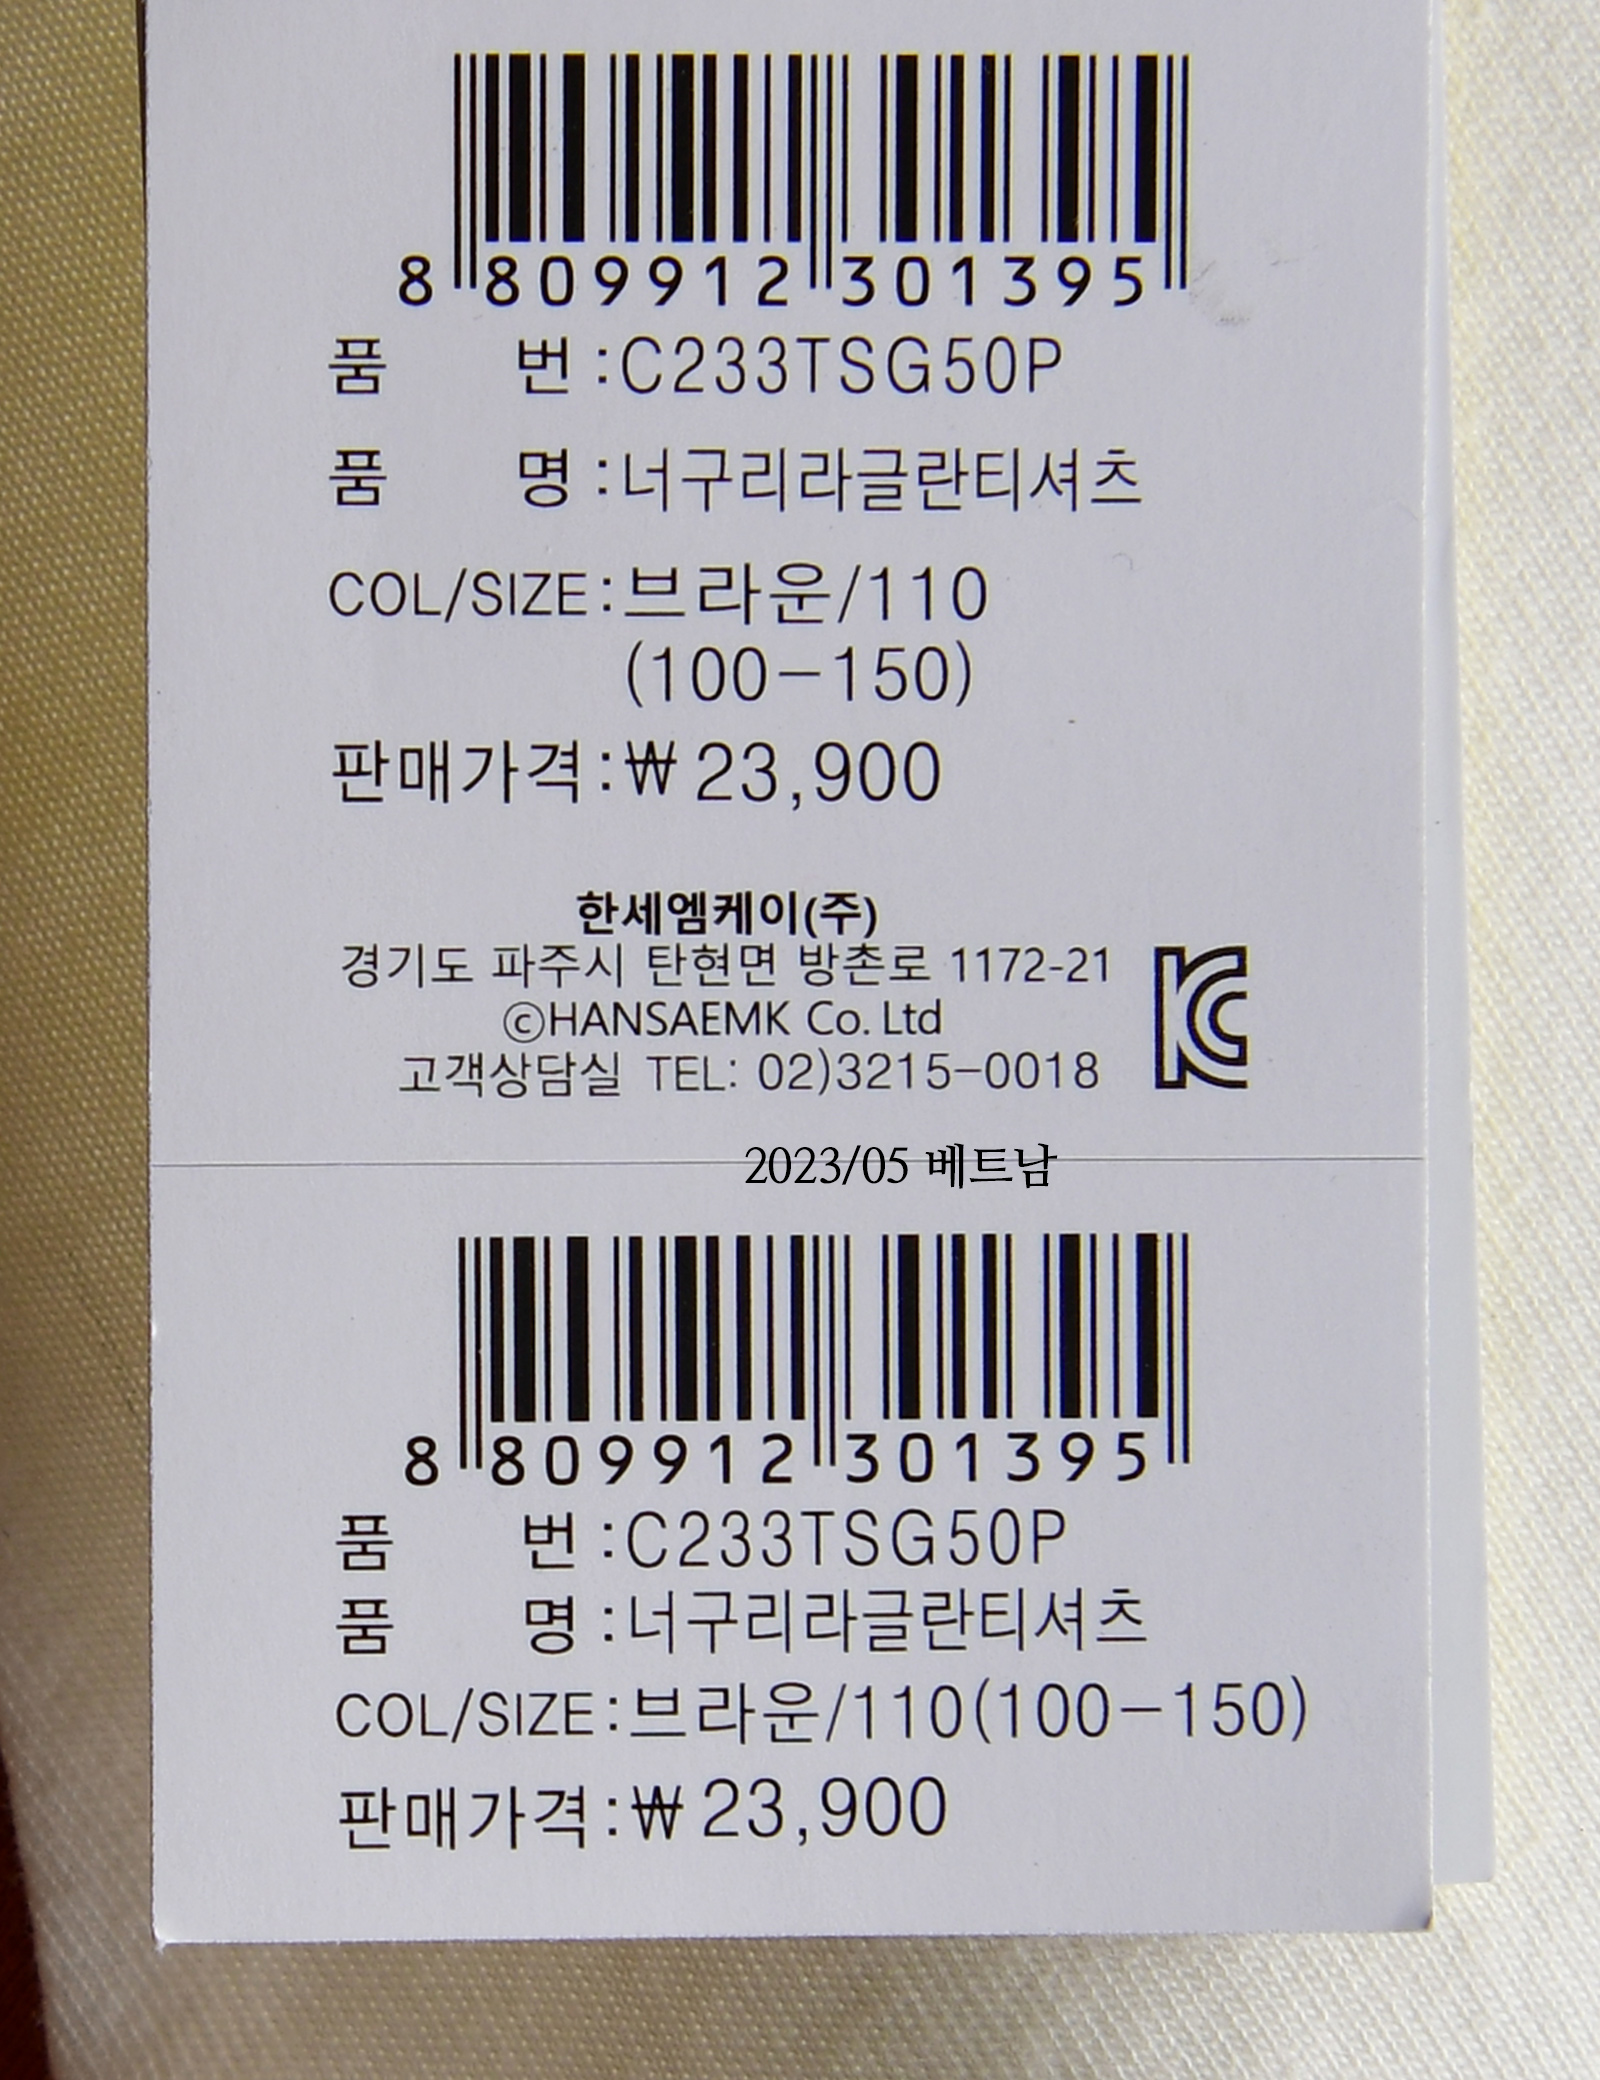 8 809912 301395
품 번 :C233TSG50P
품 명 :너구리라글란티셔츠
COL/SIZE:브라운/110
(100-150)
판매가격:₩23,900
한세엠케이(주)
경기도 파주시 탄현면 방촌로 1172-21
ⓒHANSAEMK Co. Ltd
고객상담실 TEL: 02)3215-0018
KC
2023/05 베트남
8 809912 301395
품 번 :C233TSG50P
품 명 :너구리라글란티셔츠
COL/SIZE:브라운/110(100-150)
판매가격:₩23,900